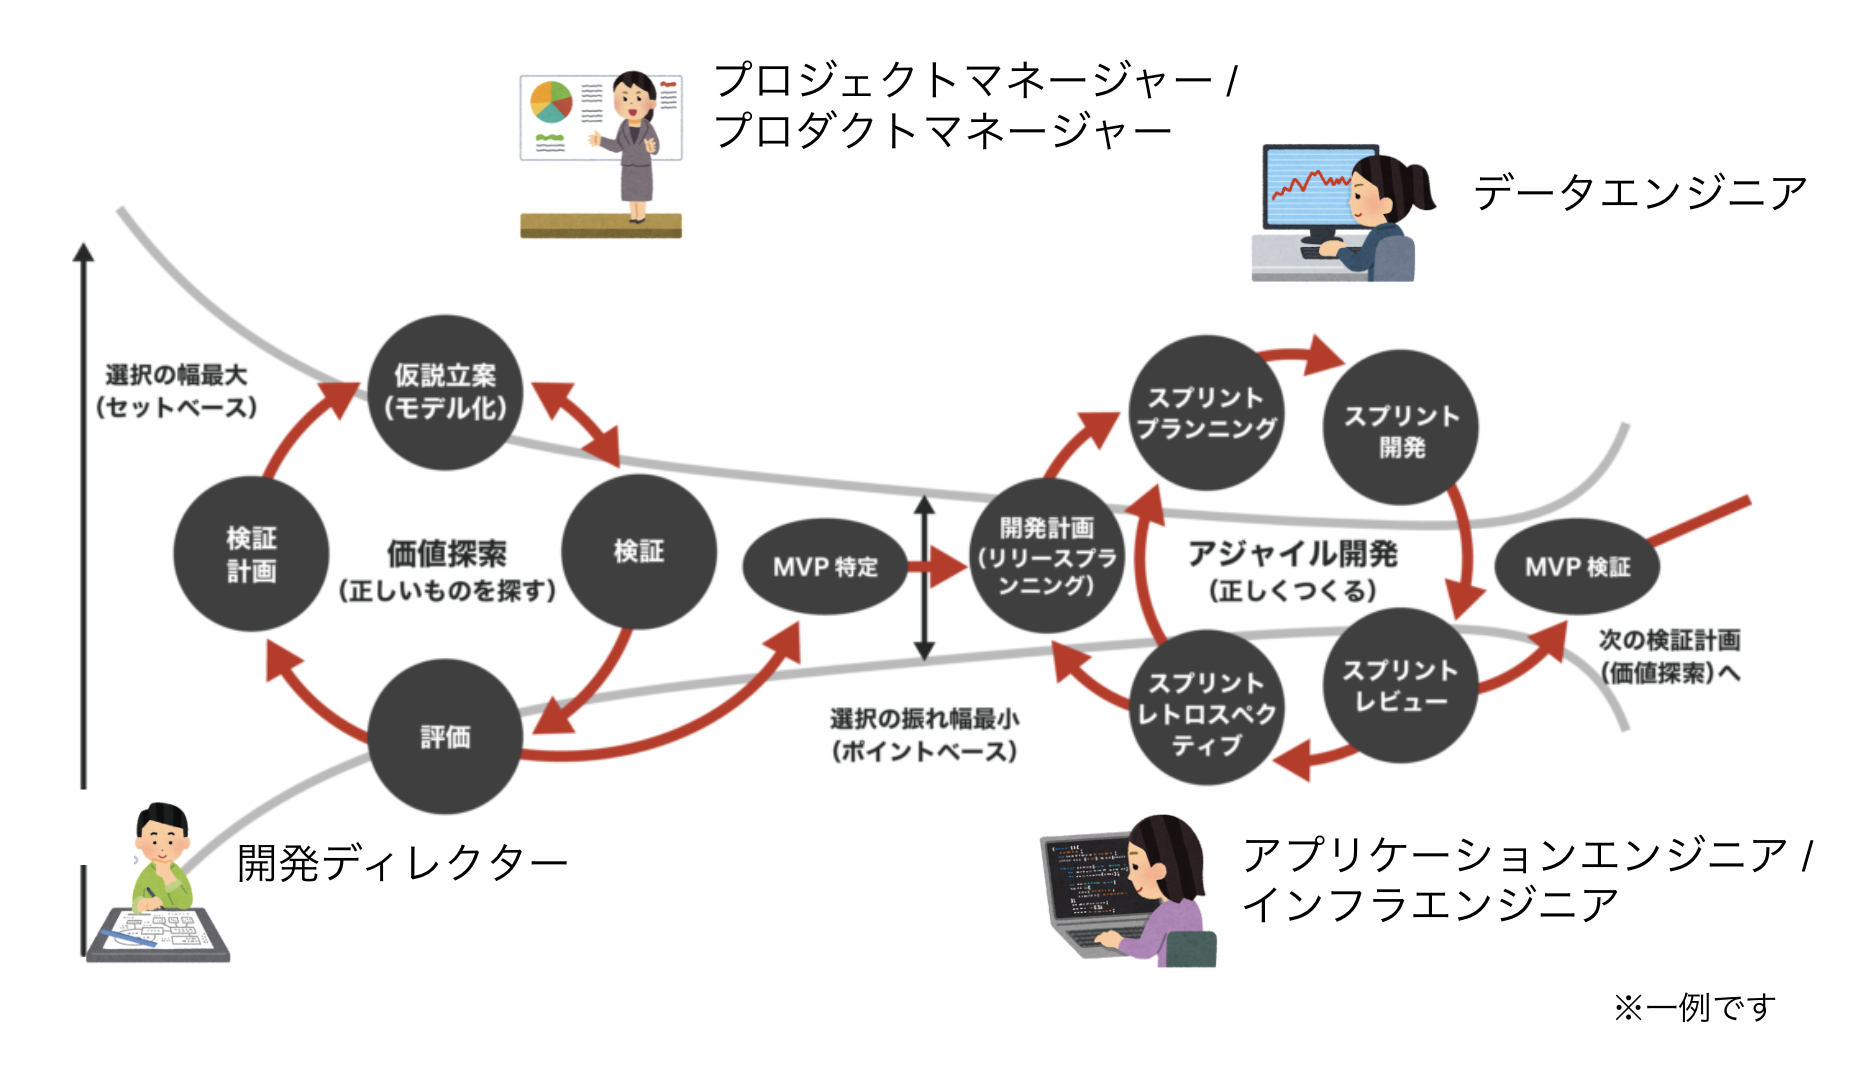 プロジェクトマネージャー /
プロダクトマネージャー
データエンジニア
選択の幅最大
（セットベース）
仮説立案
（モデル化）
検証
計画
価値探索
（正しいものを探す）
検証
評価
MVP 特定
選択の振れ幅最小
（ポイントベース）
開発計画
（リリースプラ
ンニング）
スプリント
プランニング
スプリント
開発
アジャイル開発
（正しくつくる）
スプリント
レトロスペク
ティブ
スプリント
レビュー
MVP 検証
次の検証計画
（価値探索）へ
開発ディレクター
アプリケーションエンジニア /
インフラエンジニア
※一例です